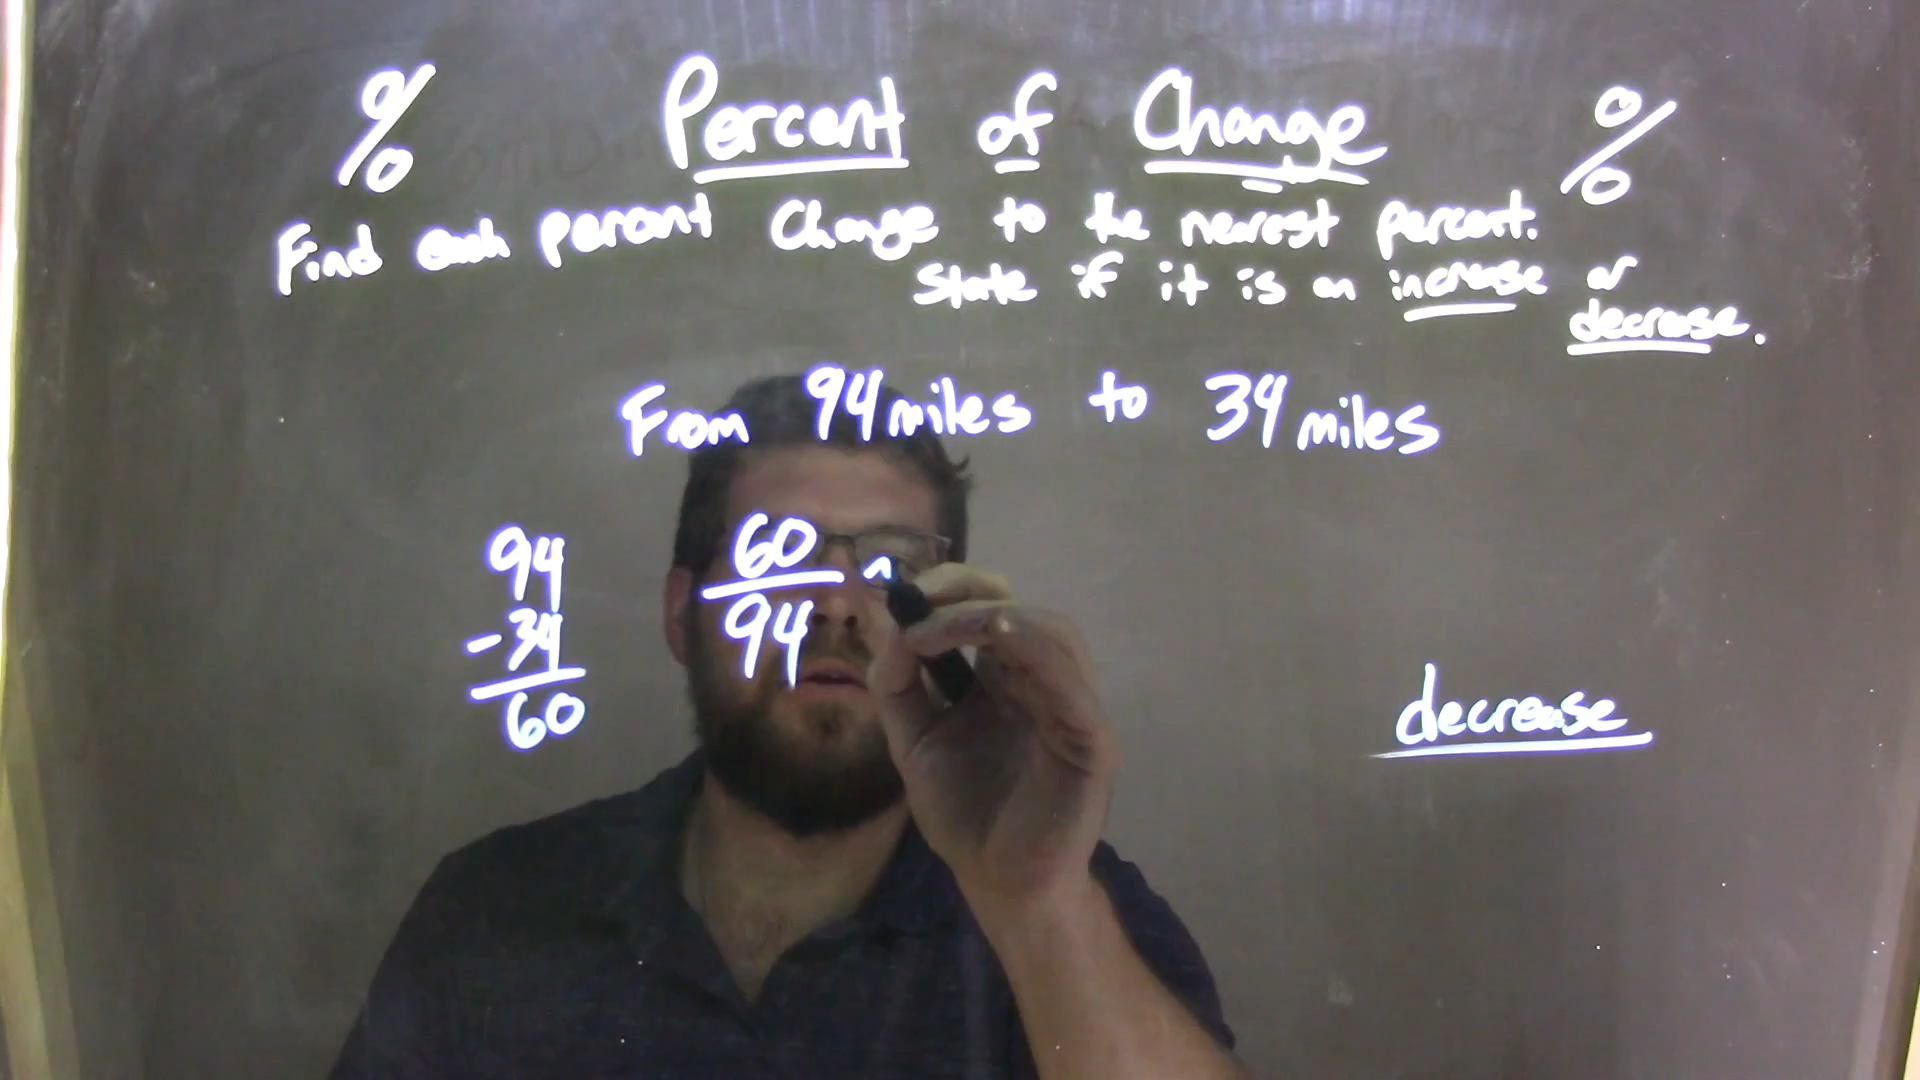 % Percent of Change %
Find each percent Change to the nearest percent.
State if it is an increase or
decrease.
From 94 miles to 34 miles
94
-34
60
60
94
~
decrease